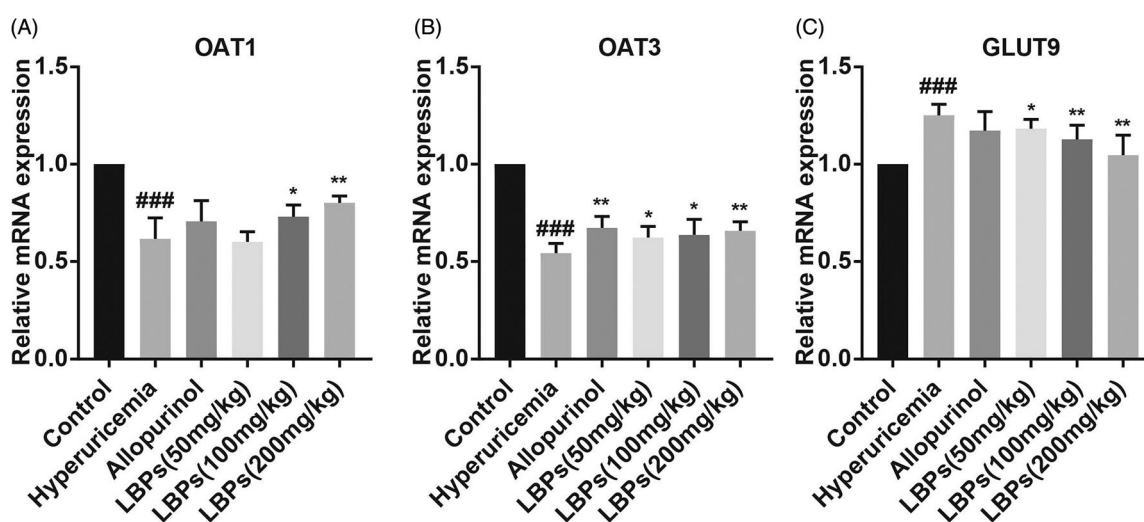 (A)
OAT1
Relative mRNA expression
1.5
1.0
0.5
0.0
###
*
**
Control
Hyperuricemia
Allopurinol
LBPs(50mg/kg)
LBPs(100mg/kg)
LBPs(200mg/kg)
(B)
OAT3
Relative mRNA expression
1.5
1.0
0.5
0.0
###
**
*
*
**
Control
Hyperuricemia
Allopurinol
LBPs(50mg/kg)
LBPs(100mg/kg)
LBPs(200mg/kg)
(C)
GLUT9
Relative mRNA expression
1.5
1.0
0.5
0.0
###
*
**
**
Control
Hyperuricemia
Allopurinol
LBPs(50mg/kg)
LBPs(100mg/kg)
LBPs(200mg/kg)